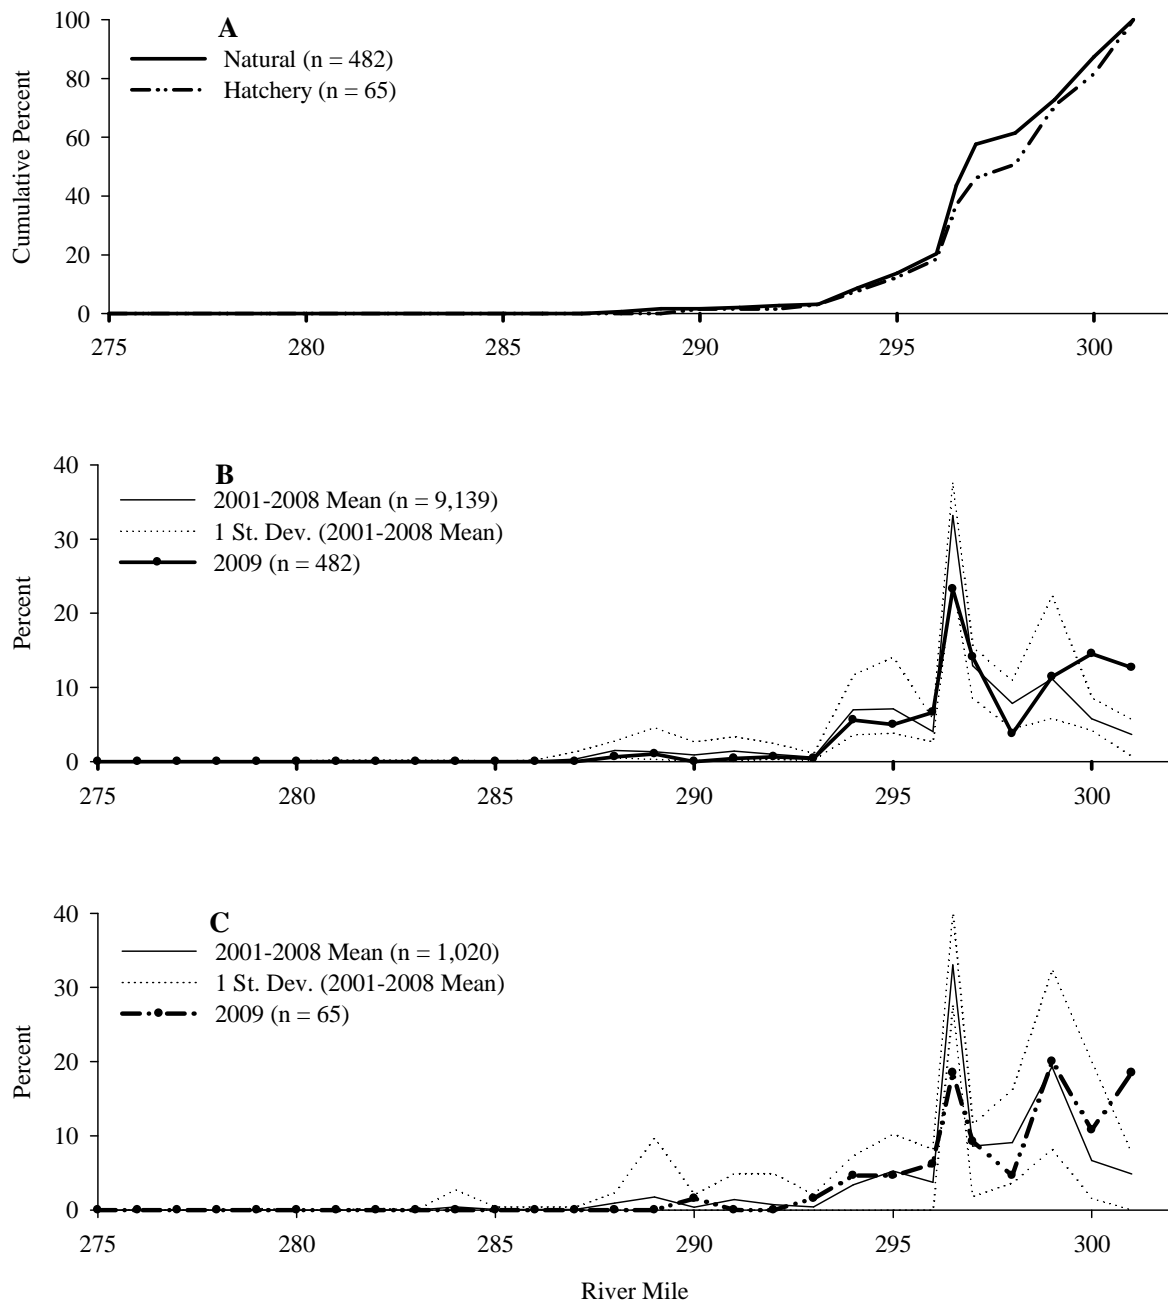 A
Natural (n = 482)
Hatchery (n = 65)
Cumulative Percent
100
80
60
40
20
0
275 280 285 290 295 300
B
2001-2008 Mean (n = 9,139)
1 St. Dev. (2001-2008 Mean)
2009 (n = 482)
Percent
40
30
20
10
0
275 280 285 290 295 300
C
2001-2008 Mean (n = 1,020)
1 St. Dev. (2001-2008 Mean)
2009 (n = 65)
Percent
40
30
20
10
0
275 280 285 290 295 300
River Mile